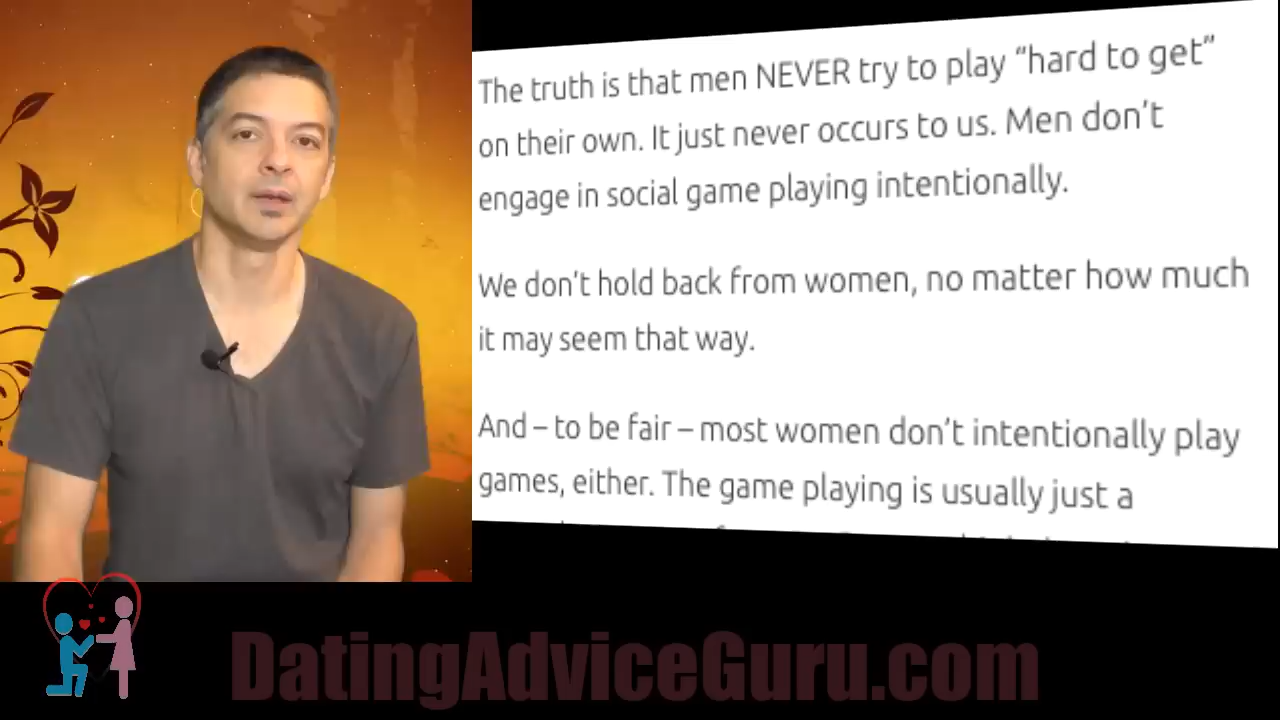 The truth is that men NEVER try to play “hard to get”
on their own. It just never occurs to us. Men don’t
engage in social game playing intentionally.
We don’t hold back from women, no matter how much
it may seem that way.
And – to be fair – most women don’t intentionally play
games, either. The game playing is usually just a
DatingAdviceGuru.com